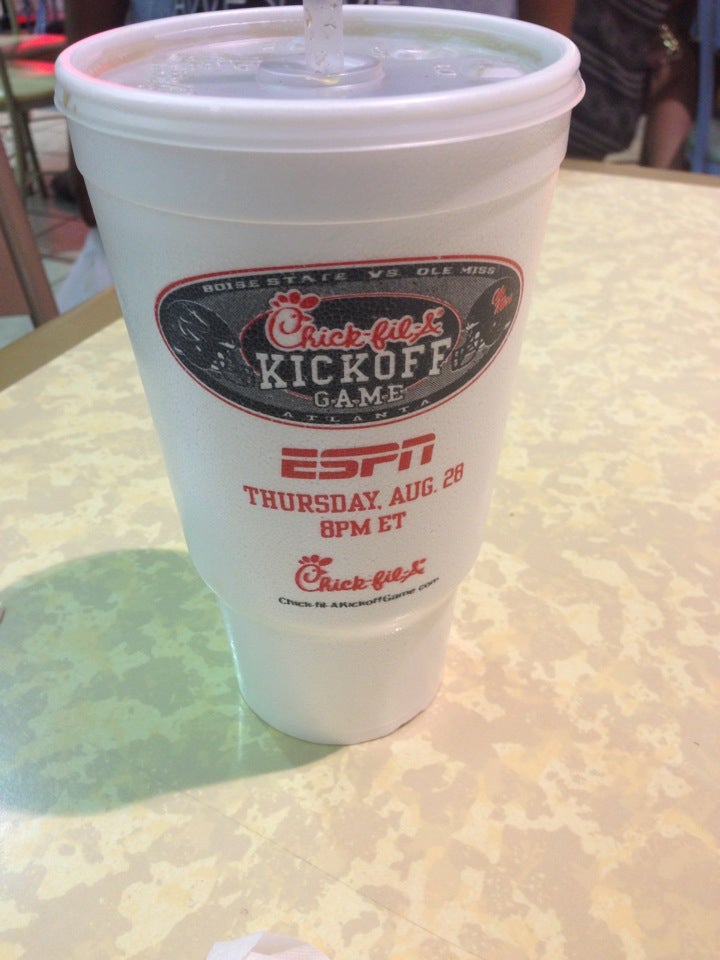 BOISE STATE VS OLE MISS
Chick-fil-A
KICKOFF
GAME
ATLANTA
ESPN
THURSDAY, AUG. 28
8PM ET
Chick-fil-A
Chick-fil-AKickoffGame.com